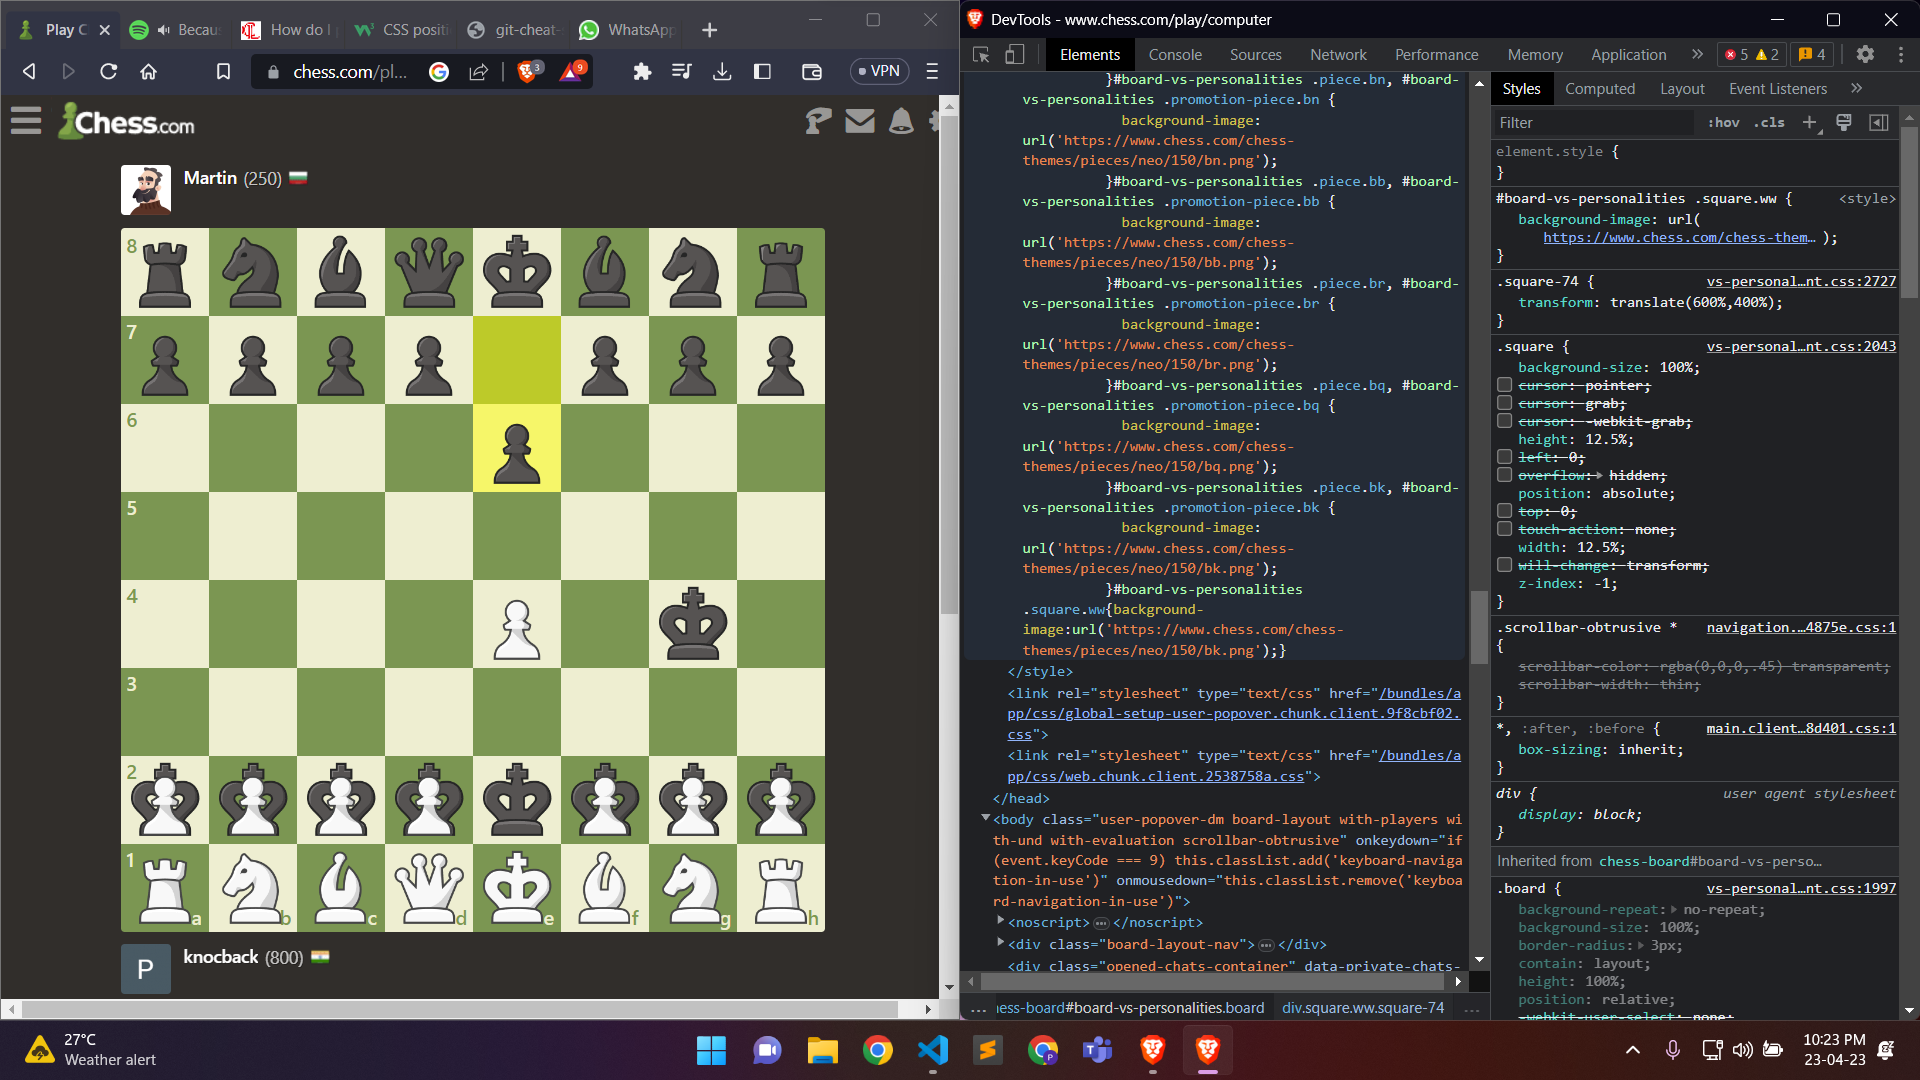 Play C
Becau
How do I
CSS posit
git-cheat-
WhatsApp
chess.com/pl...
3
9
VPN
Chess.com
Martin (250)
8
7
6
5
4
3
2
1
a
b
c
d
e
f
g
h
P
knocback (800)
DevTools - www.chess.com/play/computer
Elements
Console
Sources
Network
Performance
Memory
Application
5
2
4
}#board-vs-personalities .piece.bn, #board-
vs-personalities .promotion-piece.bn {
background-image:
url('https://www.chess.com/chess-
themes/pieces/neo/150/bn.png');
}#board-vs-personalities .piece.bb, #board-
vs-personalities .promotion-piece.bb {
background-image:
url('https://www.chess.com/chess-
themes/pieces/neo/150/bb.png');
}#board-vs-personalities .piece.br, #board-
vs-personalities .promotion-piece.br {
background-image:
url('https://www.chess.com/chess-
themes/pieces/neo/150/br.png');
}#board-vs-personalities .piece.bq, #board-
vs-personalities .promotion-piece.bq {
background-image:
url('https://www.chess.com/chess-
themes/pieces/neo/150/bq.png');
}#board-vs-personalities .piece.bk, #board-
vs-personalities .promotion-piece.bk {
background-image:
url('https://www.chess.com/chess-
themes/pieces/neo/150/bk.png');
}#board-vs-personalities
.square.ww{background-
image:url('https://www.chess.com/chess-
themes/pieces/neo/150/bk.png');}
</style>
<link rel="stylesheet" type="text/css" href="/bundles/a
pp/css/global-setup-user-popover.chunk.client.9f8cbf02.
css">
<link rel="stylesheet" type="text/css" href="/bundles/a
pp/css/web.chunk.client.2538758a.css">
</head>
<body class="user-popover-dm board-layout with-players wi
th-und with-evaluation scrollbar-obtrusive" onkeydown="if
(event.keyCode === 9) this.classList.add('keyboard-naviga
tion-in-use')" onmousedown="this.classList.remove('keyboa
rd-navigation-in-use')">
<noscript> … </noscript>
<div class="board-layout-nav"> … </div>
<div class="opened-chats-container" data-private-chats-
... hess-board#board-vs-personalities.board
div.square.ww.square-74
...
Styles
Computed
Layout
Event Listeners
Filter
:hov
.cls
element.style {
}
#board-vs-personalities .square.ww {
<style>
background-image: url(
https://www.chess.com/chess-them… );
}
.square-74 {
vs-personal…nt.css:2727
transform: translate(600%,400%);
}
.square {
vs-personal…nt.css:2043
background-size: 100%;
cursor: pointer;
cursor: grab;
cursor: -webkit-grab;
height: 12.5%;
left: 0;
overflow: hidden;
position: absolute;
top: 0;
touch-action: none;
width: 12.5%;
will-change: transform;
z-index: -1;
}
.scrollbar-obtrusive *
navigation.…4875e.css:1
{
scrollbar-color: rgba(0,0,0,.45) transparent;
scrollbar-width: thin;
}
*, :after, :before {
main.client…8d401.css:1
box-sizing: inherit;
}
div {
user agent stylesheet
display: block;
}
Inherited from chess-board#board-vs-perso…
.board {
vs-personal…nt.css:1997
background-repeat: no-repeat;
background-size: 100%;
border-radius: 3px;
contain: layout;
height: 100%;
position: relative;
-webkit-user-select: none;
27°C
Weather alert
P
10:23 PM
23-04-23